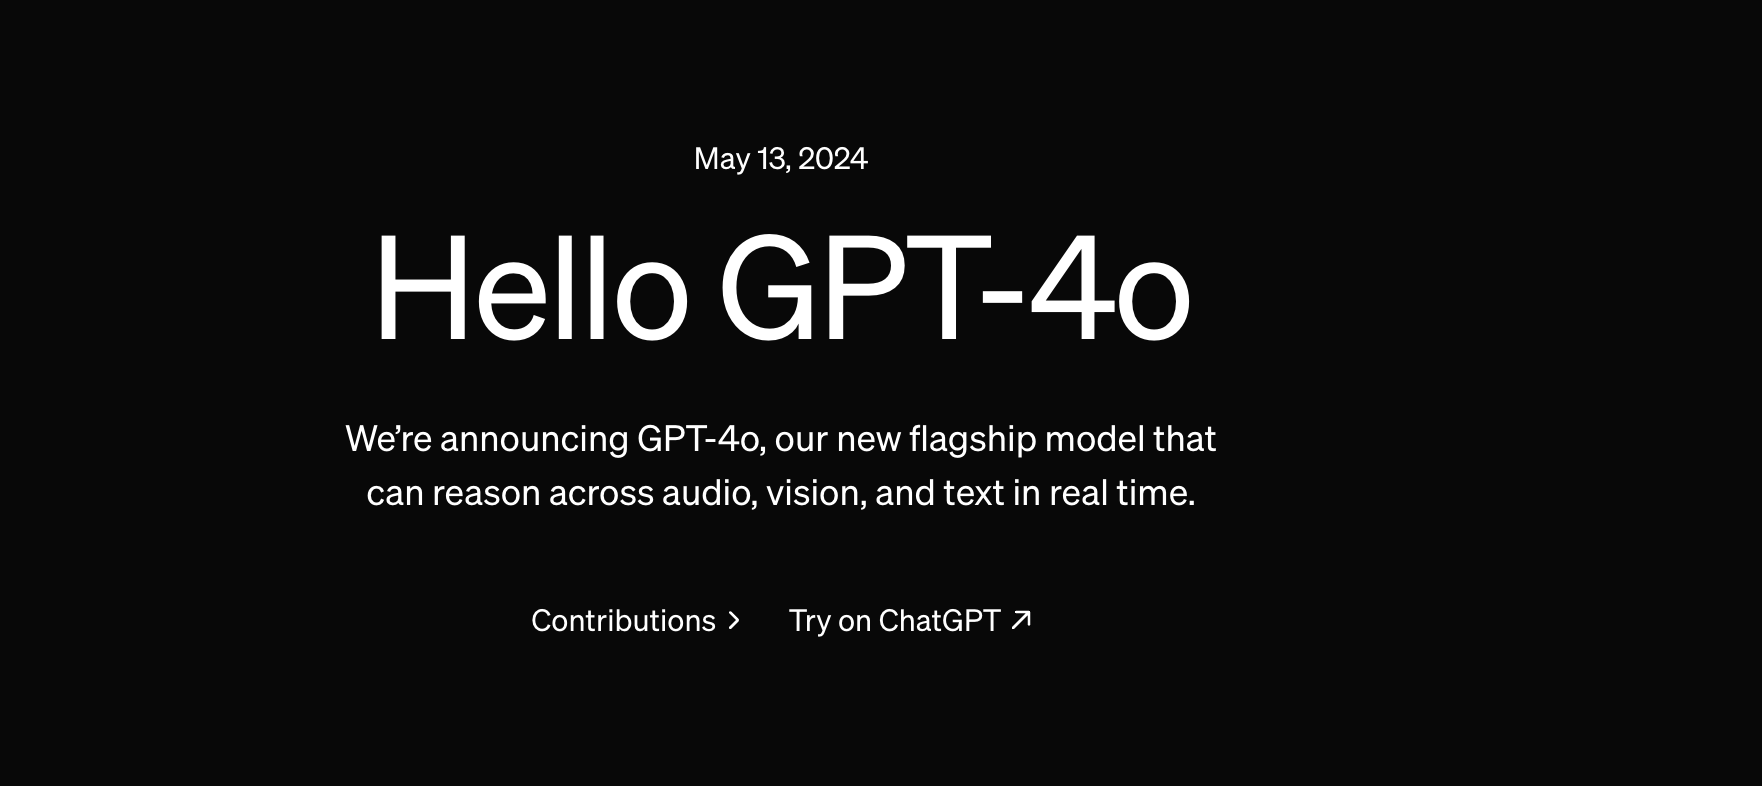 May 13, 2024
Hello GPT-4o
We’re announcing GPT-4o, our new flagship model that
can reason across audio, vision, and text in real time.
Contributions
Try on ChatGPT